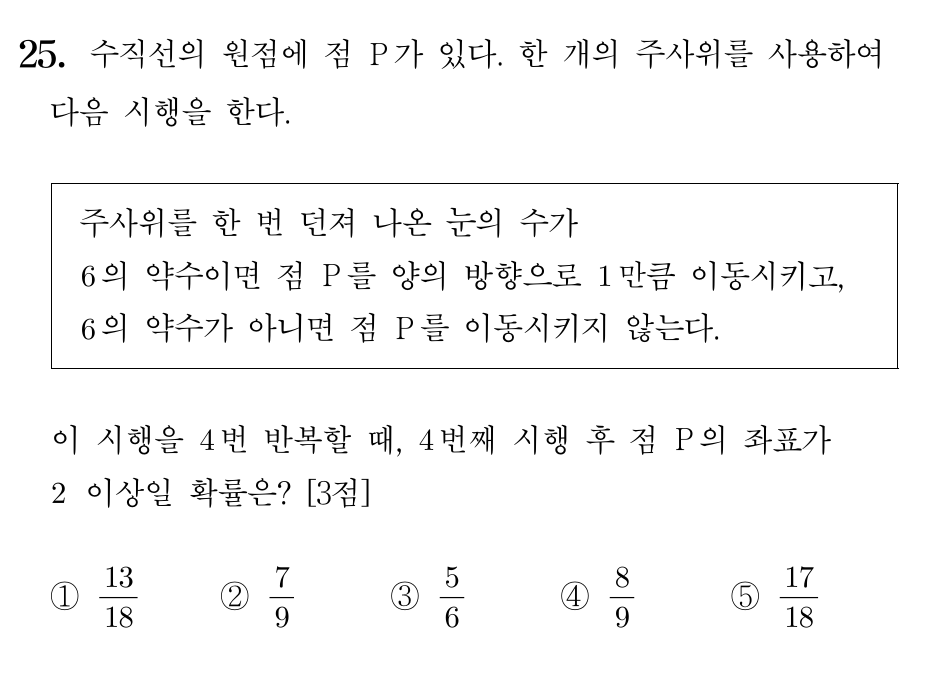 25. 수직선의 원점에 점 P가 있다. 한 개의 주사위를 사용하여
다음 시행을 한다.
주사위를 한 번 던져 나온 눈의 수가
6의 약수이면 점 P를 양의 방향으로 1만큼 이동시키고,
6의 약수가 아니면 점 P를 이동시키지 않는다.
이 시행을 4번 반복할 때, 4번째 시행 후 점 P의 좌표가
2 이상일 확률은? [3점]
① 13/18 ② 7/9 ③ 5/6 ④ 8/9 ⑤ 17/18